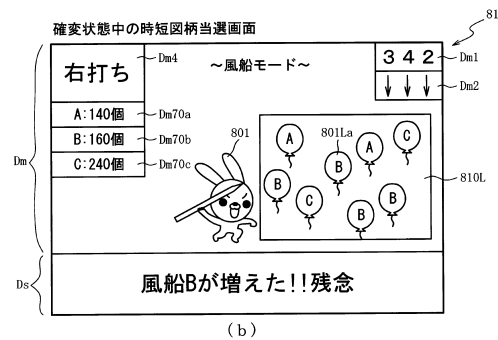 確変状態中の時短図柄当選画面
81
右打ち
Dm4
～風船モード～
3 4 2
Dm1
↓ ↓ ↓
Dm2
A:140個
Dm70a
B:160個
Dm70b
C:240個
Dm70c
801
801La
810L
A
B
A
C
B
C
B
B
Dm
Ds
風船Bが増えた!!残念
(b)